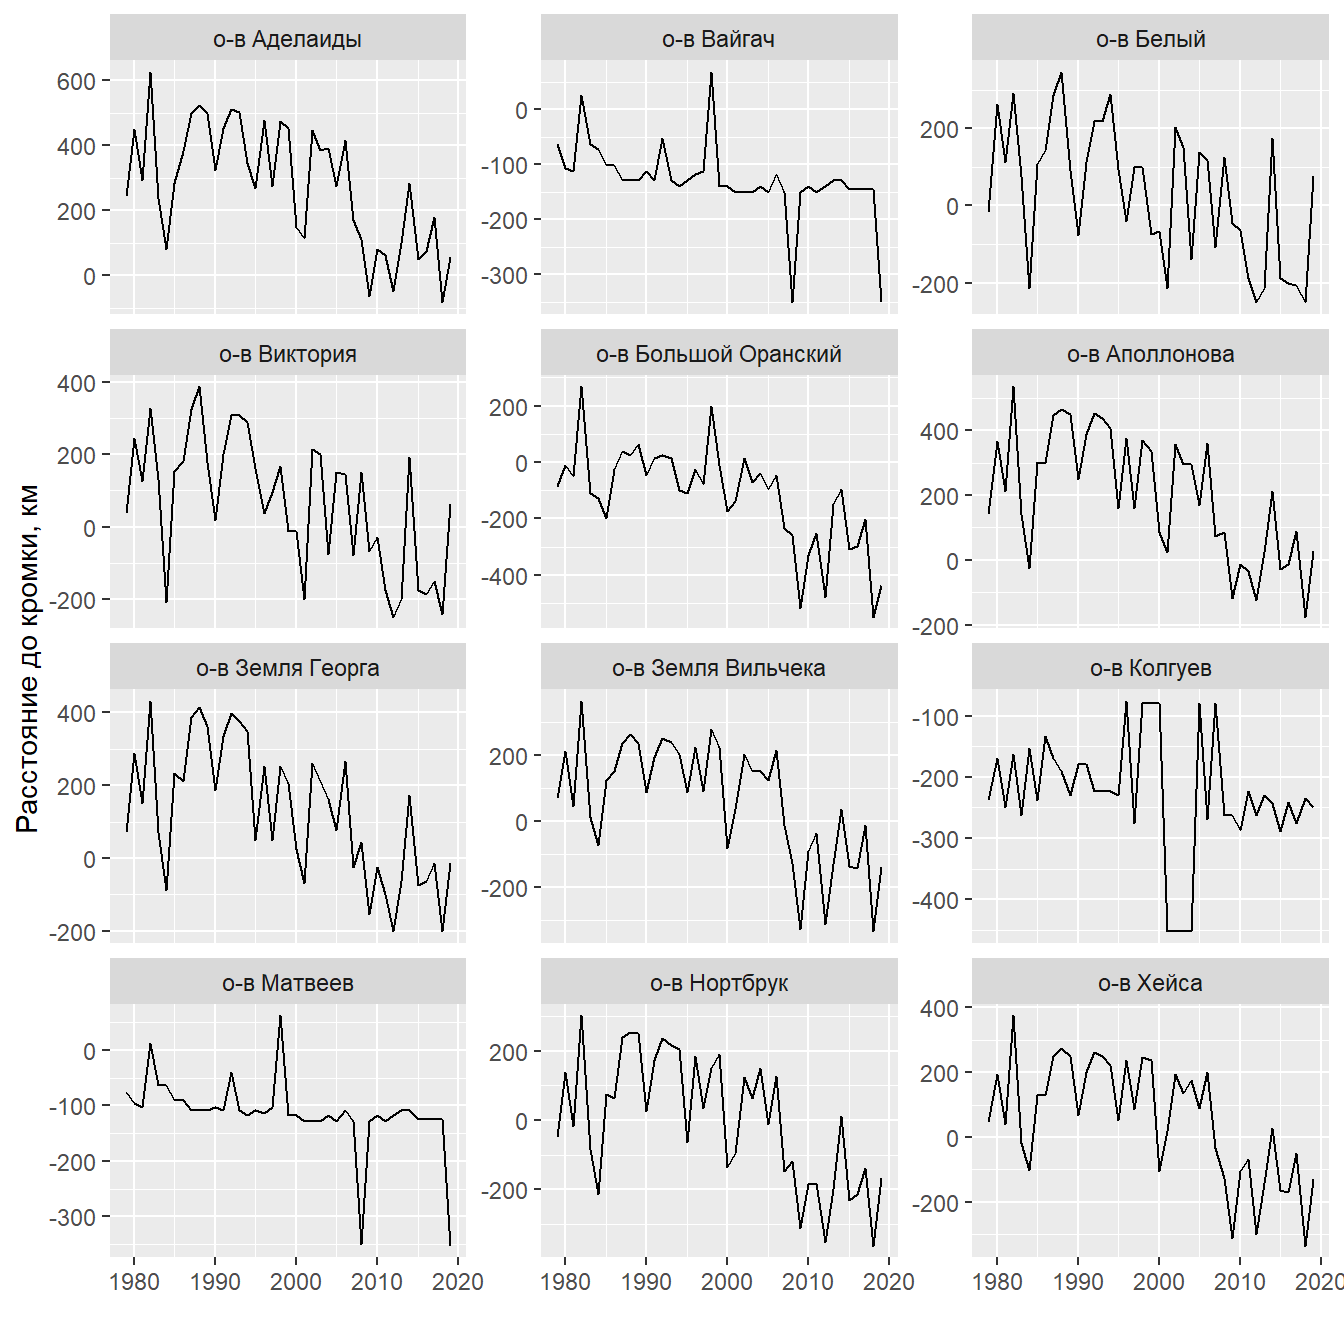 о-в Аделаиды
о-в Вайгач
о-в Белый
600
400
200
0
0
-100
-200
-300
200
0
-200
о-в Виктория
о-в Большой Оранский
о-в Аполлонова
400
200
0
-200
200
0
-200
-400
400
200
0
-200
Расстояние до кромки, км
о-в Земля Георга
о-в Земля Вильчека
о-в Колгуев
400
200
0
-200
200
0
-200
-100
-200
-300
-400
о-в Матвеев
о-в Нортбрук
о-в Хейса
0
-100
-200
-300
200
0
-200
400
200
0
-200
1980 1990 2000 2010 2020
1980 1990 2000 2010 2020
1980 1990 2000 2010 2020